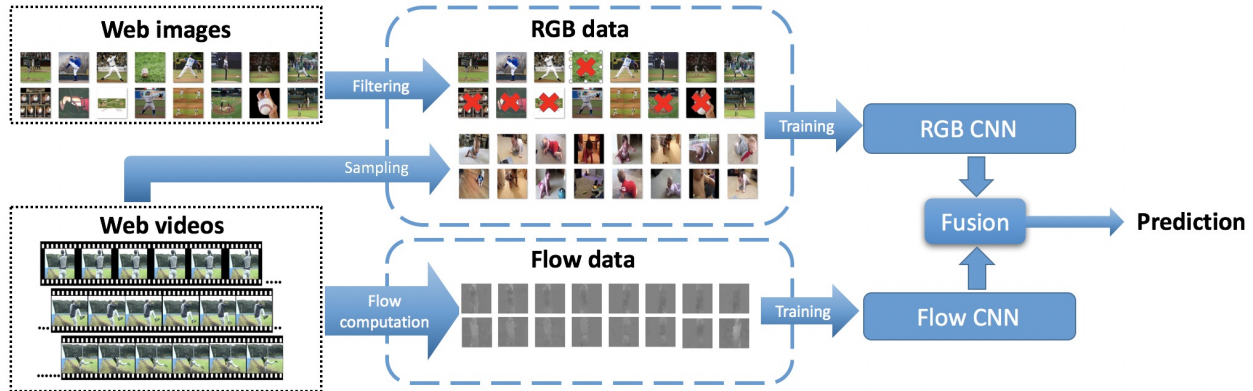 Web images
Filtering
RGB data
Training
RGB CNN
Sampling
Fusion
Prediction
Web videos
Flow
computation
Flow data
Training
Flow CNN